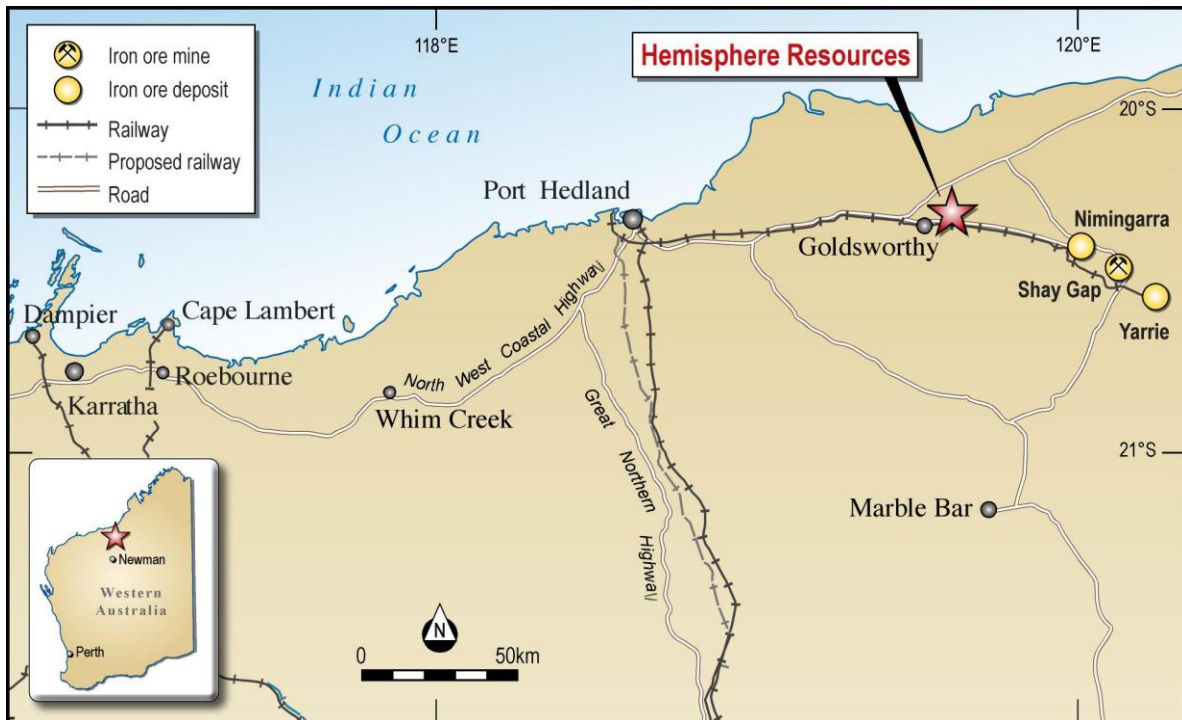 Iron ore mine
Iron ore deposit
Railway
Proposed railway
Road
118°E
120°E
Hemisphere Resources
Indian
Ocean
20°S
Port Hedland
Nimingarra
Goldsworthy
Shay Gap
Yarrie
Dampier
Cape Lambert
Roebourne
Karratha
North West Coastal Highway
Whim Creek
Great Northern Highway
21°S
Marble Bar
Newman
Western
Australia
Perth
N
0
50km